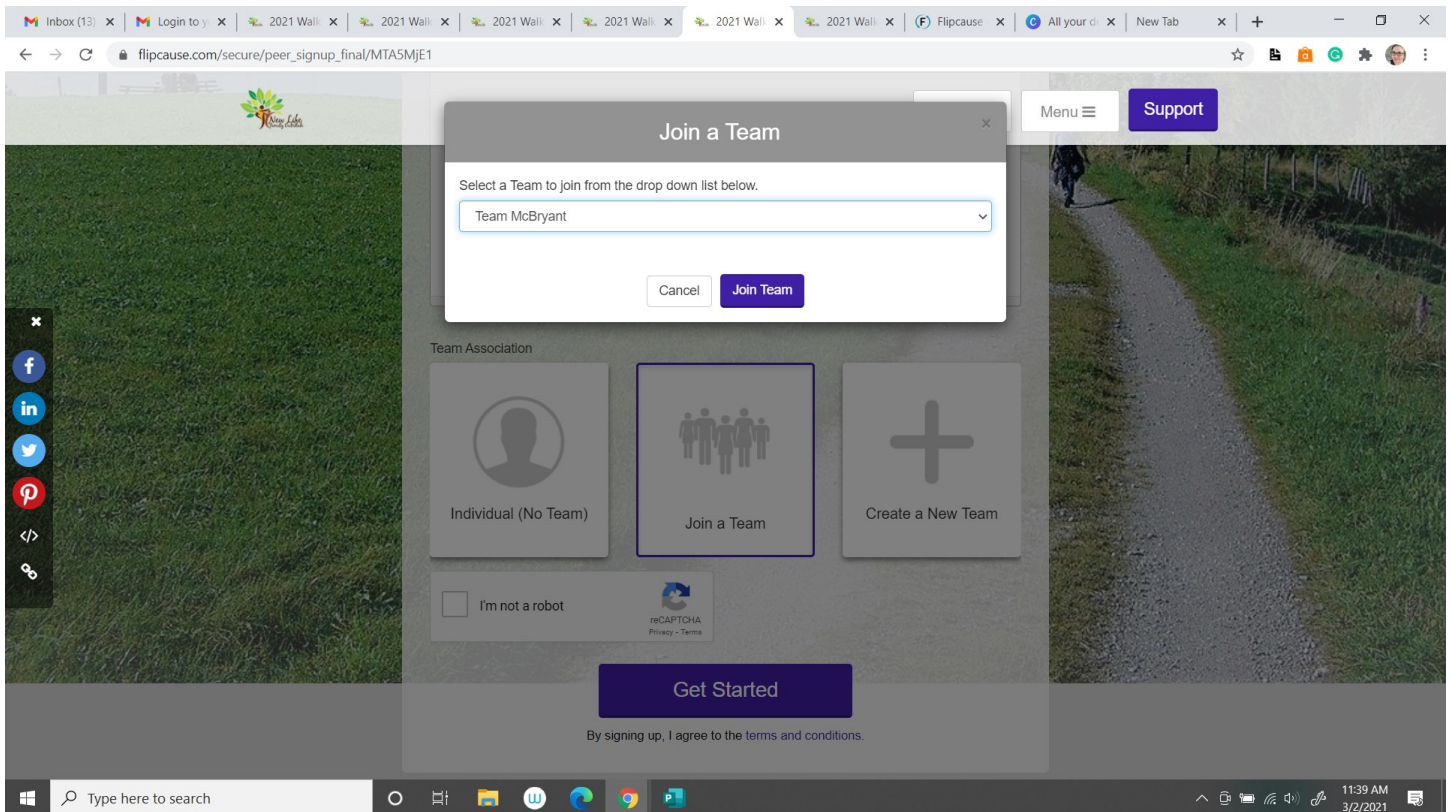 Inbox (13)
Login to y
2021 Walk
2021 Walk
2021 Walk
2021 Walk
2021 Wall
2021 Wall
Flipcause
All your d
New Tab
flipcause.com/secure/peer_signup_final/MTA5MjE1
New Life
Menu
Support
Join a Team
Select a Team to join from the drop down list below.
Team McBryant
Cancel
Join Team
Team Association
Individual (No Team)
Join a Team
Create a New Team
I'm not a robot
reCAPTCHA
Privacy - Terms
Get Started
By signing up, I agree to the terms and conditions.
Type here to search
11:39 AM
3/2/2021